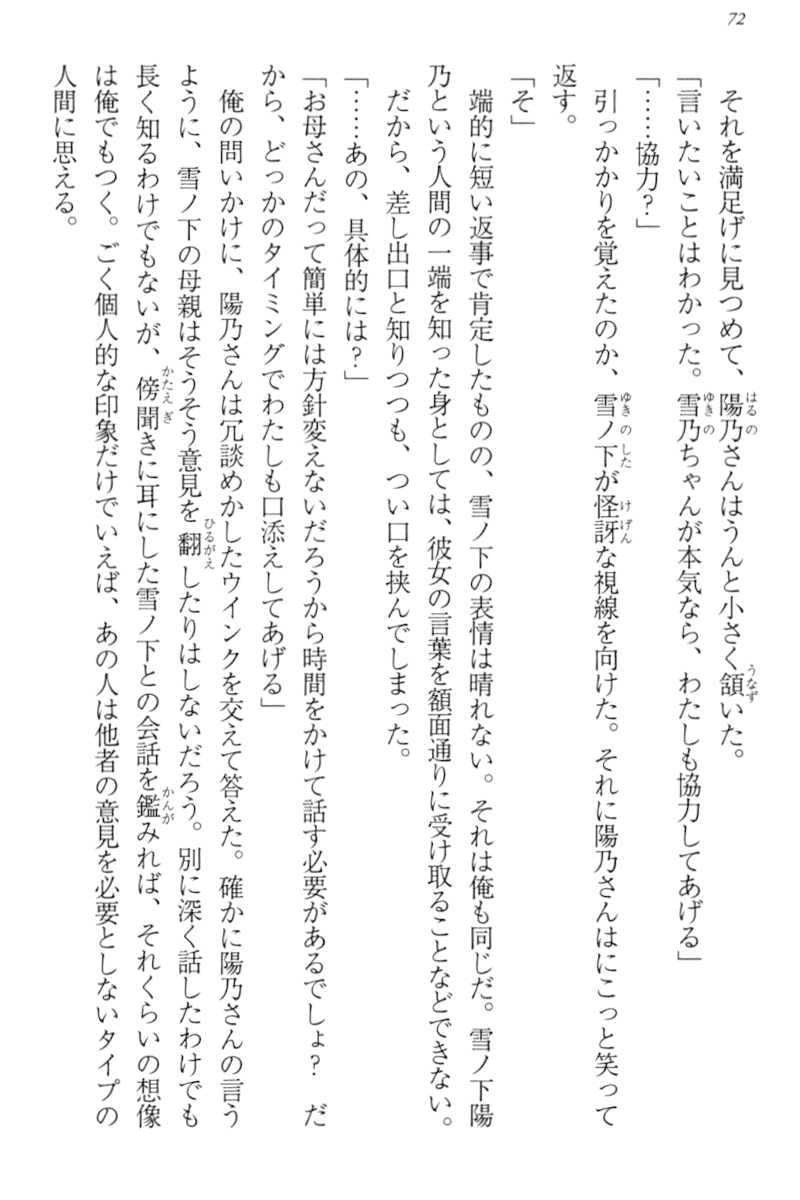 72
それを満足げに見つめて、陽乃さんはうんと小さく頷いた。
「言いたいことはわかった。雪乃ちゃんが本気なら、わたしも協力してあげる」
「……協力？」
引っかかりを覚えたのか、雪ノ下が怪訝な視線を向けた。それに陽乃さんはにこっと笑って
返す。
「そ」
端的に短い返事で肯定したものの、雪ノ下の表情は晴れない。それは俺も同じだ。雪ノ下陽
乃という人間の一端を知った身としては、彼女の言葉を額面通りに受け取ることなどできない。
だから、差し出口と知りつつも、つい口を挟んでしまった。
「……あの、具体的には？」
「お母さんだって簡単には方針変えないだろうから時間をかけて話す必要があるでしょ？　だ
から、どっかのタイミングでわたしも口添えしてあげる」
俺の問いかけに、陽乃さんは冗談めかしたウインクを交えて答えた。確かに陽乃さんの言う
ように、雪ノ下の母親はそうそう意見を翻したりはしないだろう。別に深く話したわけでも
長く知るわけでもないが、傍聞きに耳にした雪ノ下との会話を鑑みれば、それくらいの想像
は俺でもつく。ごく個人的な印象だけでいえば、あの人は他者の意見を必要としないタイプの
人間に思える。